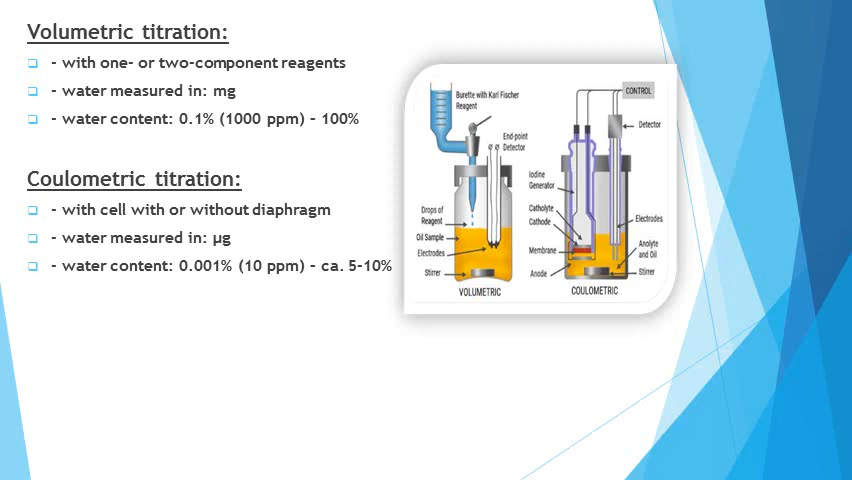 Volumetric titration:
- with one- or two-component reagents
- water measured in: mg
- water content: 0.1% (1000 ppm) – 100%
Coulometric titration:
- with cell with or without diaphragm
- water measured in: µg
- water content: 0.001% (10 ppm) – ca. 5-10%
Burette with Karl Fischer
Reagent
End-point
Detector
Drops of
Reagent
Oil Sample
Electrodes
Stirrer
VOLUMETRIC
CONTROL
Detector
Iodine
Generator
Catholyte
Cathode
Membrane
Anode
Electrodes
Anolyte
and Oil
Stirrer
COULOMETRIC